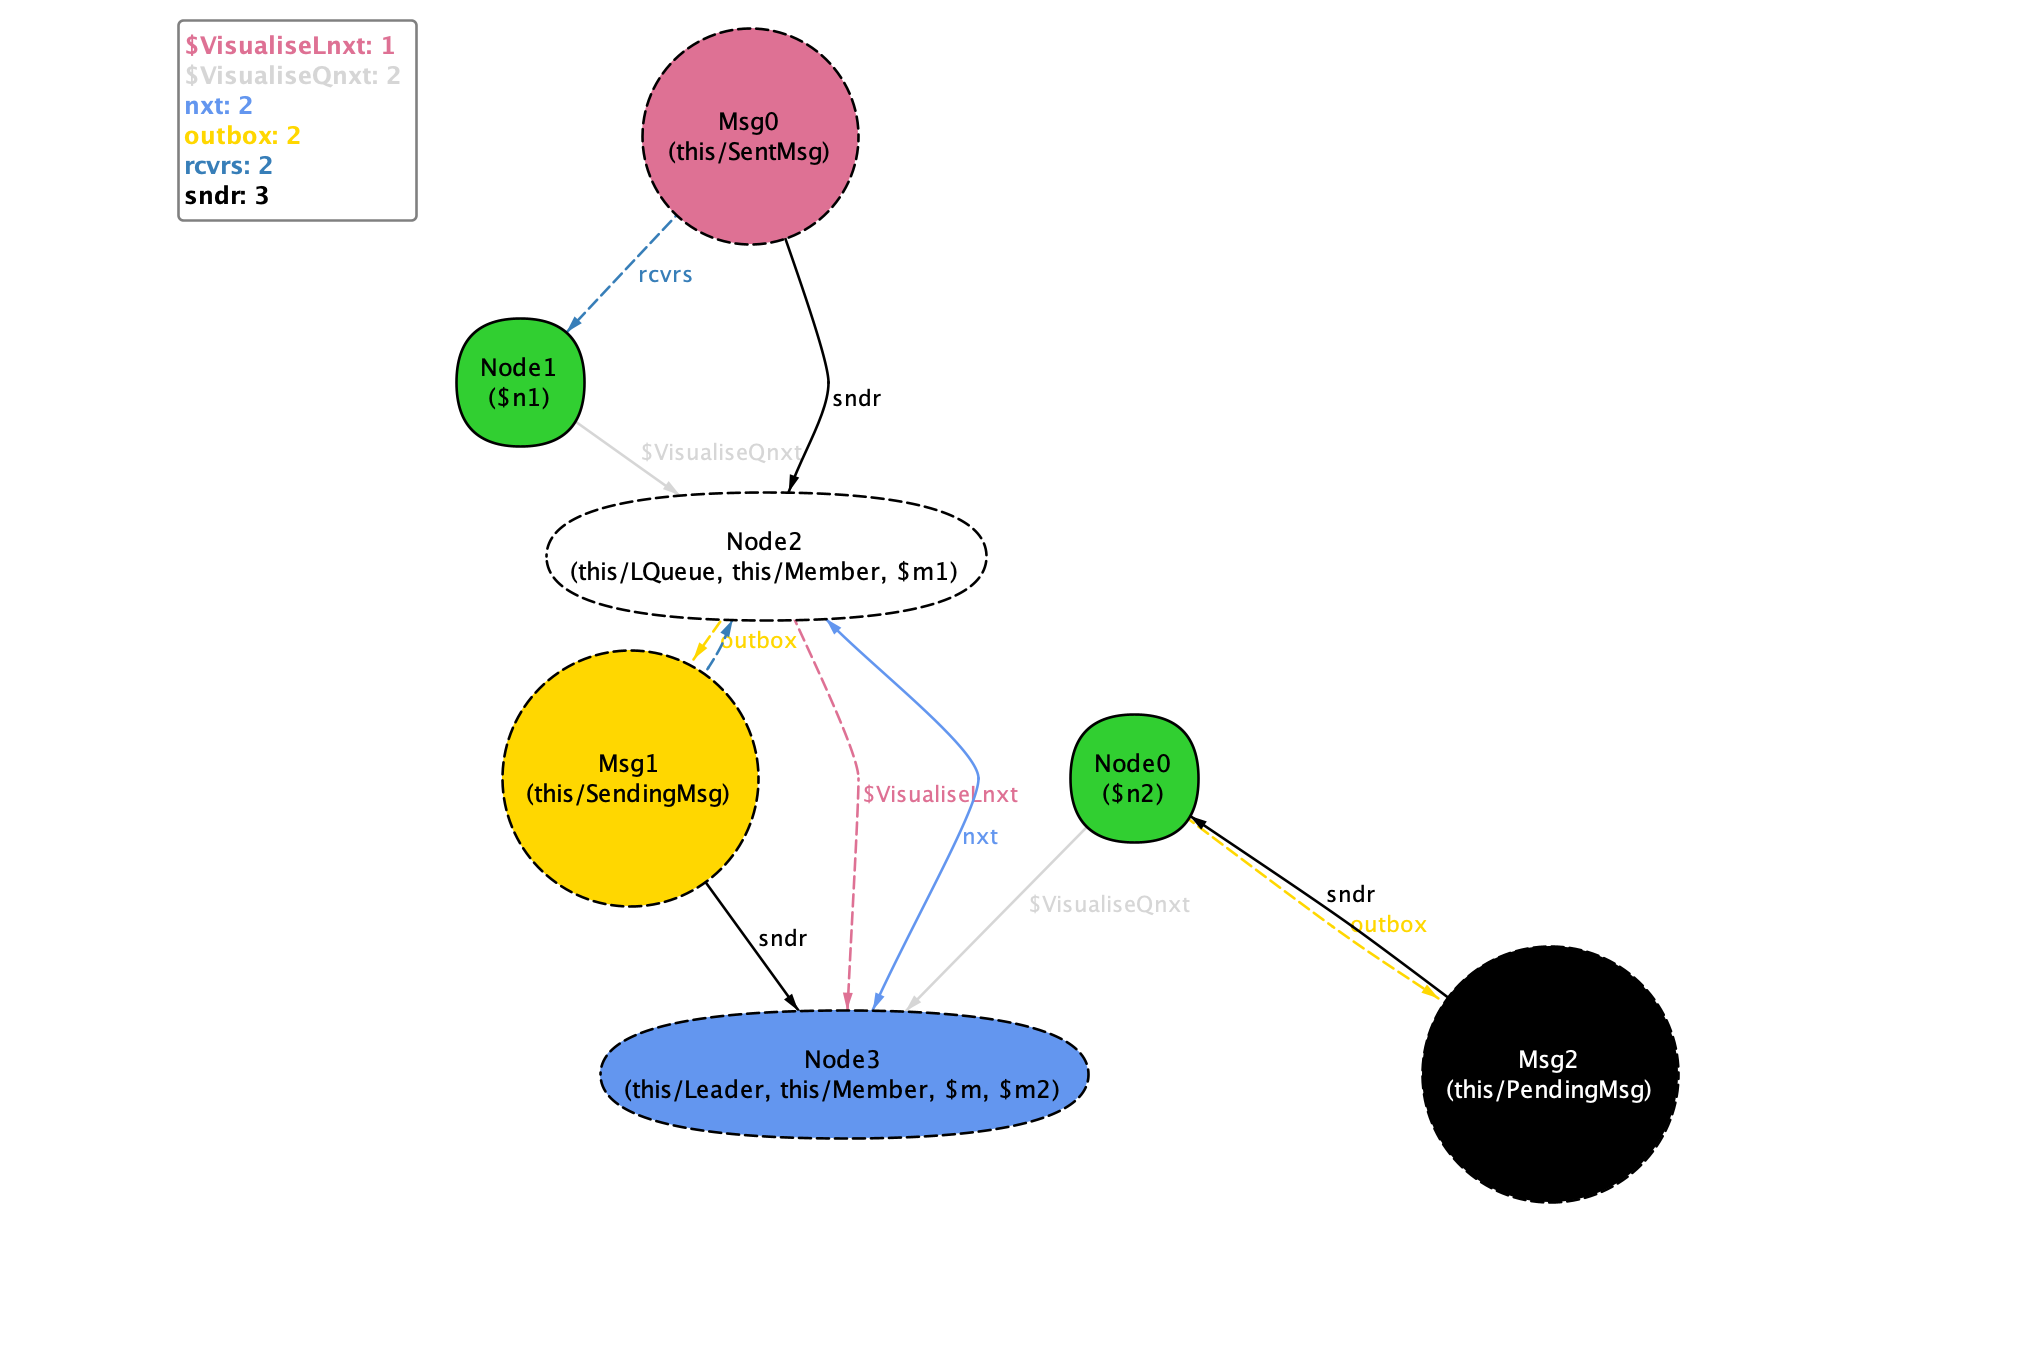 $VisualiseLnxt: 1
$VisualiseQnxt: 2
nxt: 2
outbox: 2
rcvrs: 2
sndr: 3
Msg0
(this/SentMsg)
rcvrs
Node1
($n1)
sndr
$VisualiseQnxt
Node2
(this/LQueue, this/Member, $m1)
outbox
Msg1
(this/SendingMsg)
$VisualiseLnxt
nxt
Node0
($n2)
$VisualiseQnxt
sndr
outbox
sndr
Node3
(this/Leader, this/Member, $m, $m2)
Msg2
(this/PendingMsg)